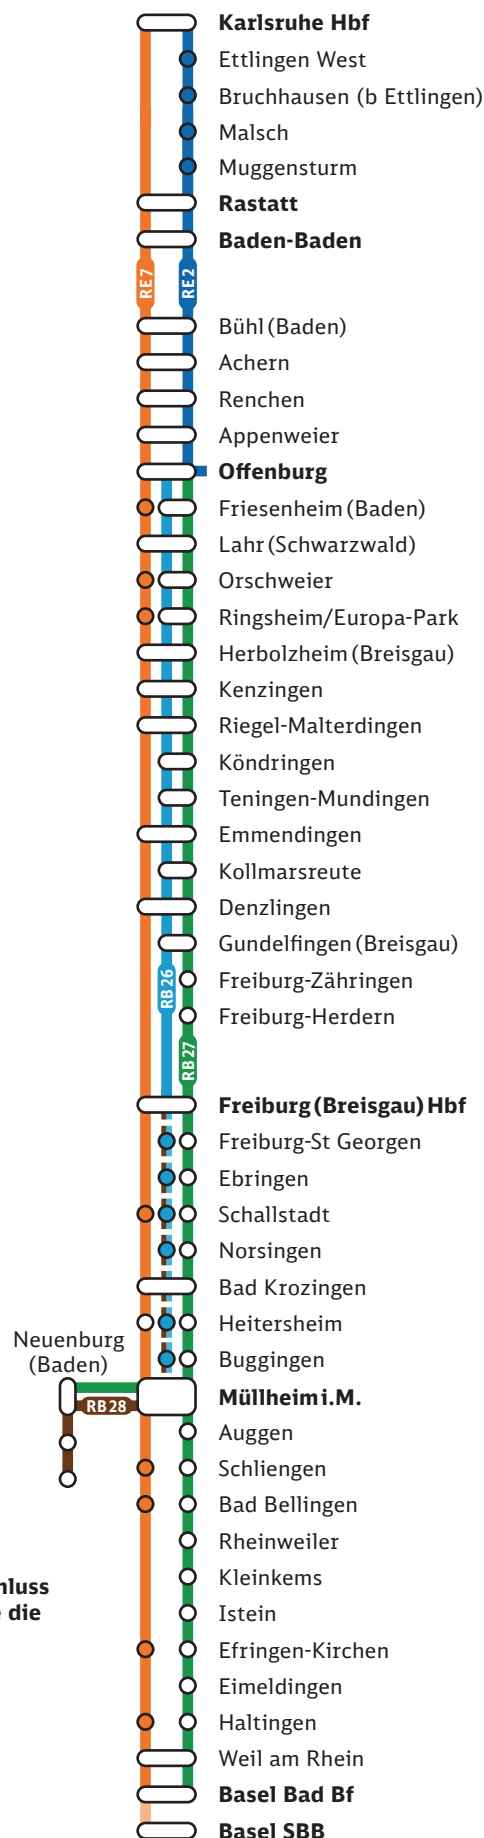 Karlsruhe Hbf
Ettlingen West
Bruchhausen (b Ettlingen)
Malsch
Muggensturm
Rastatt
Baden-Baden
RE 7
RE 2
Bühl (Baden)
Achern
Renchen
Appenweier
Offenburg
Friesenheim (Baden)
Lahr (Schwarzwald)
Orschweier
Ringsheim/Europa-Park
Herbolzheim (Breisgau)
Kenzingen
Riegel-Malterdingen
Köndringen
Teningen-Mundingen
Emmendingen
Kollmarsreute
Denzlingen
Gundelfingen (Breisgau)
RB 26
Freiburg-Zähringen
Freiburg-Herdern
RB 27
Freiburg (Breisgau) Hbf
Freiburg-St Georgen
Ebringen
Schallstadt
Norsingen
Bad Krozingen
Heitersheim
Neuenburg
(Baden)
Buggingen
Müllheim i.M.
RB 28
Auggen
Schliengen
Bad Bellingen
Rheinweiler
Kleinkems
hluss
die
Istein
Efringen-Kirchen
Eimeldingen
Haltingen
Weil am Rhein
Basel Bad Bf
Basel SBB